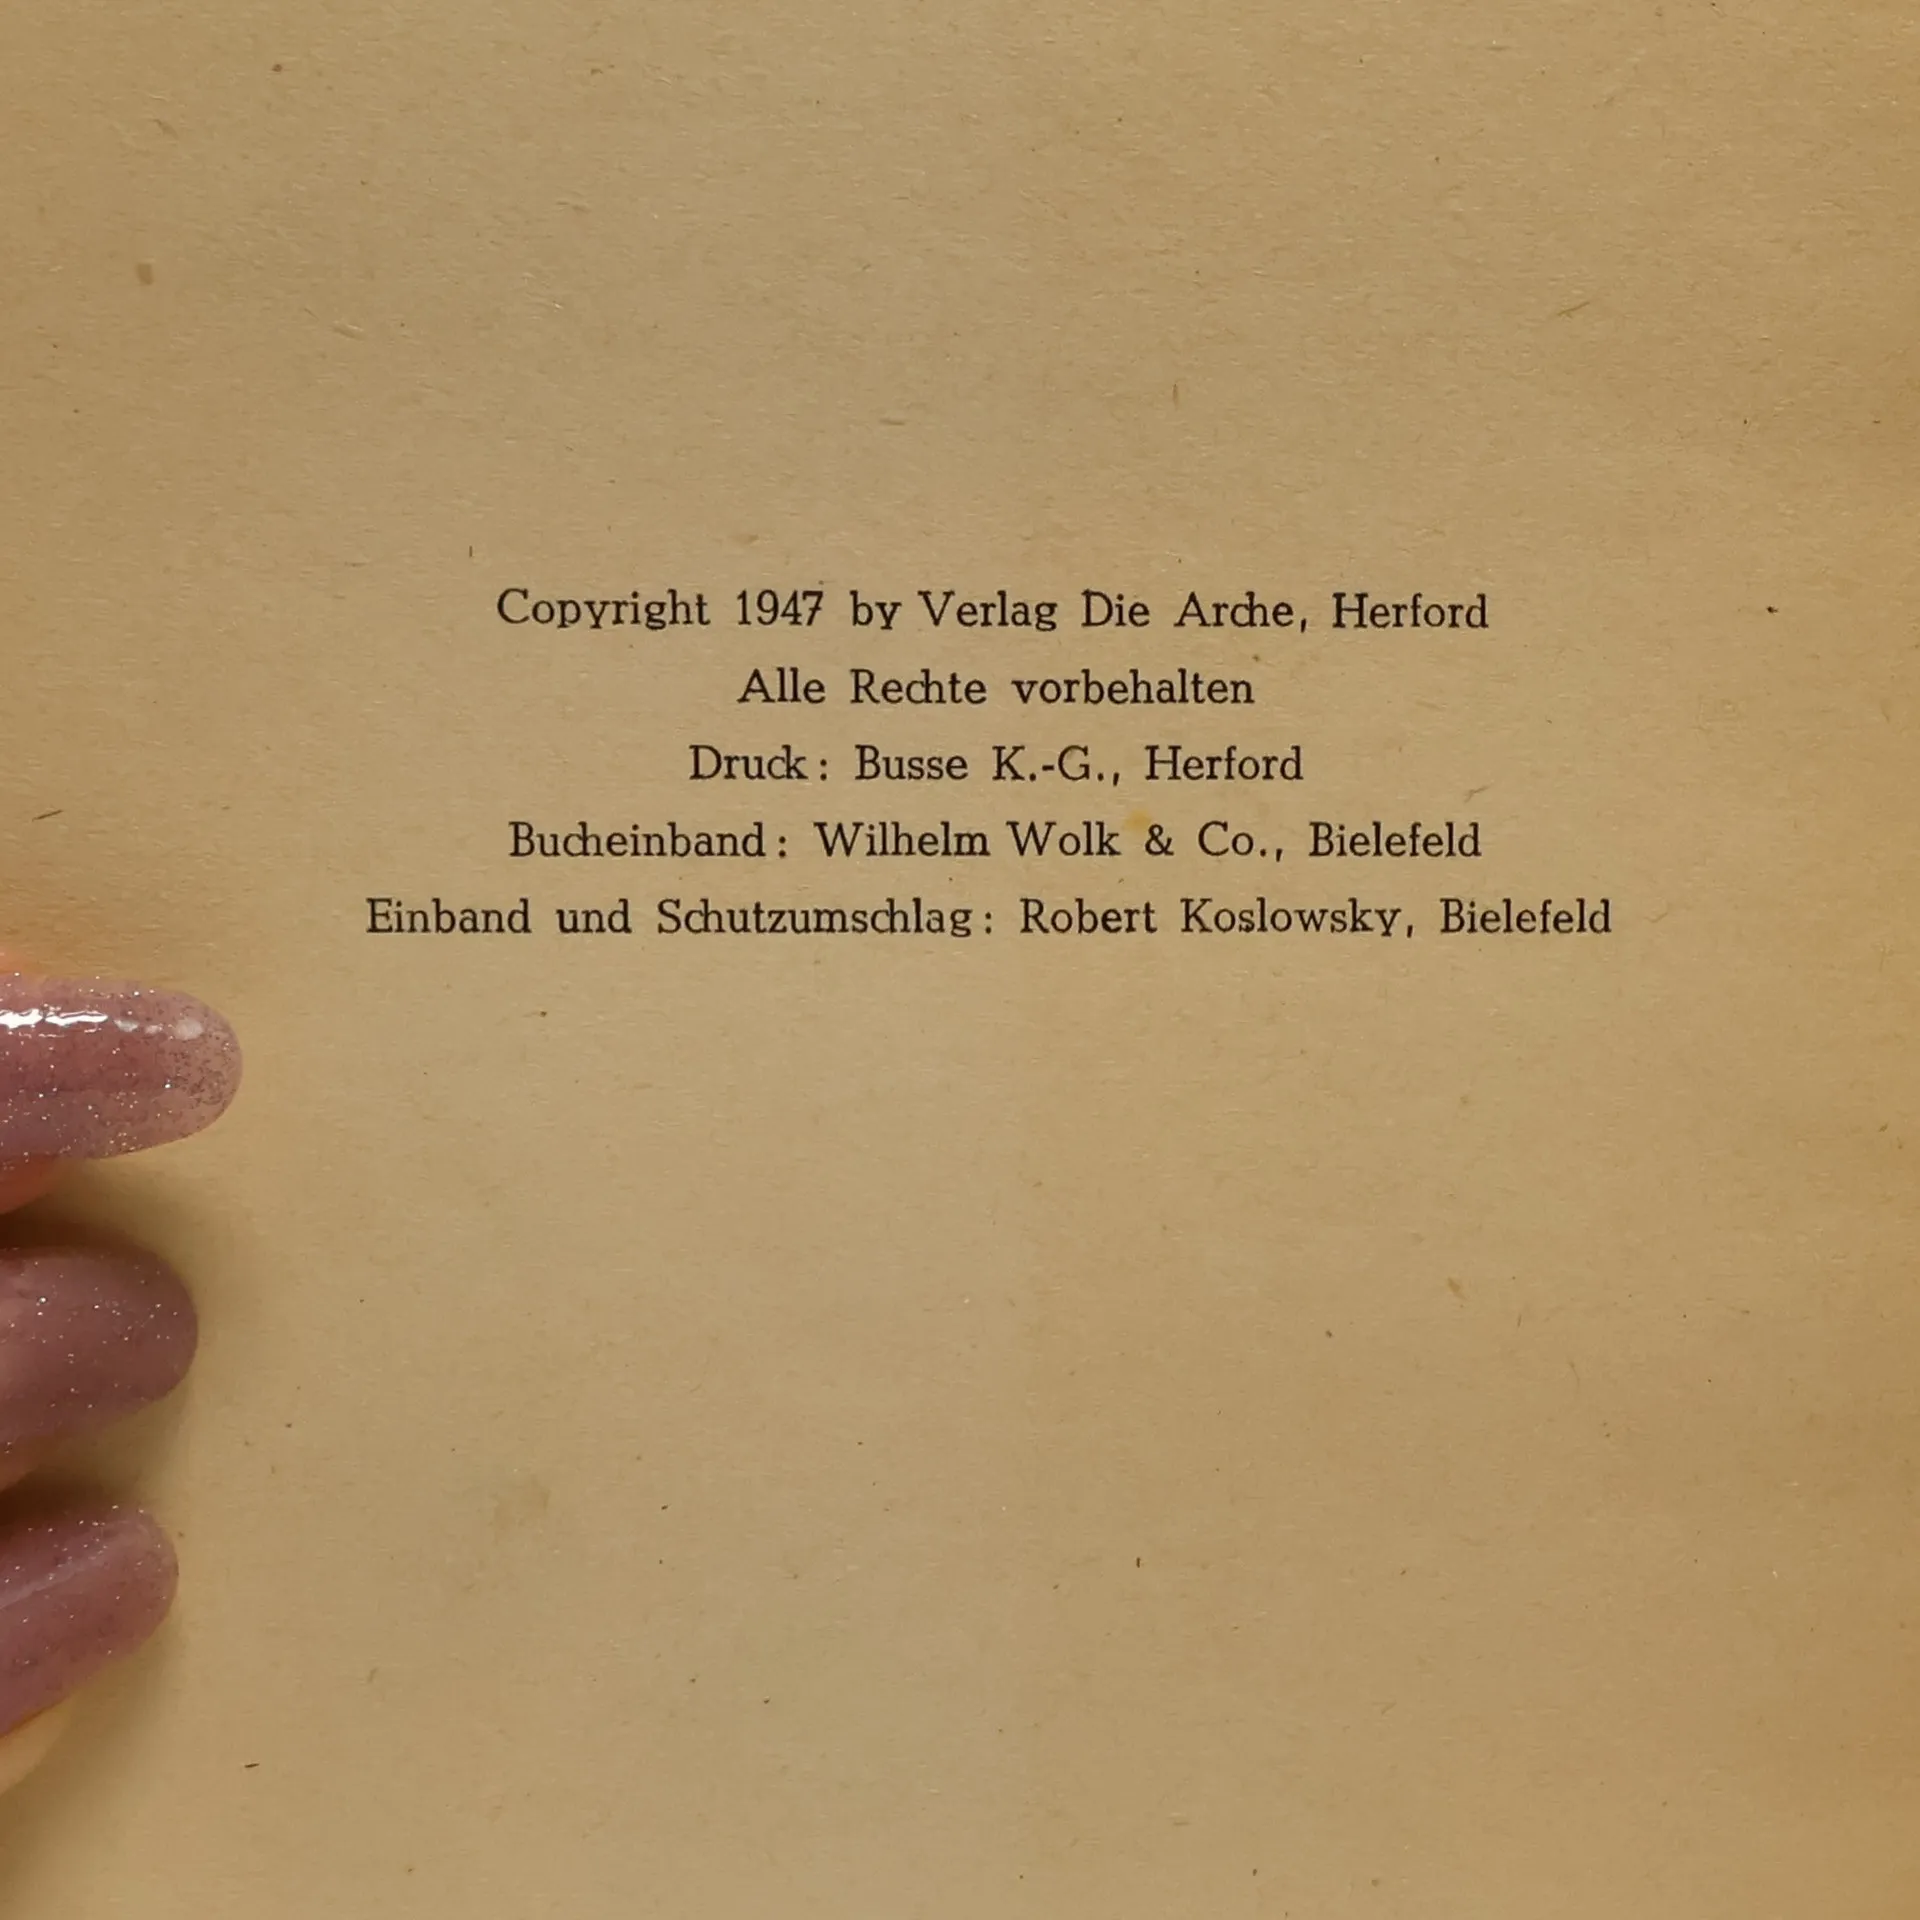 Copyright 1947 by Verlag Die Arche, Herford
Alle Rechte vorbehalten
Druck: Busse K.-G., Herford
Bucheinband: Wilhelm Wolk & Co., Bielefeld
Einband und Schutzumschlag: Robert Koslowsky, Bielefeld